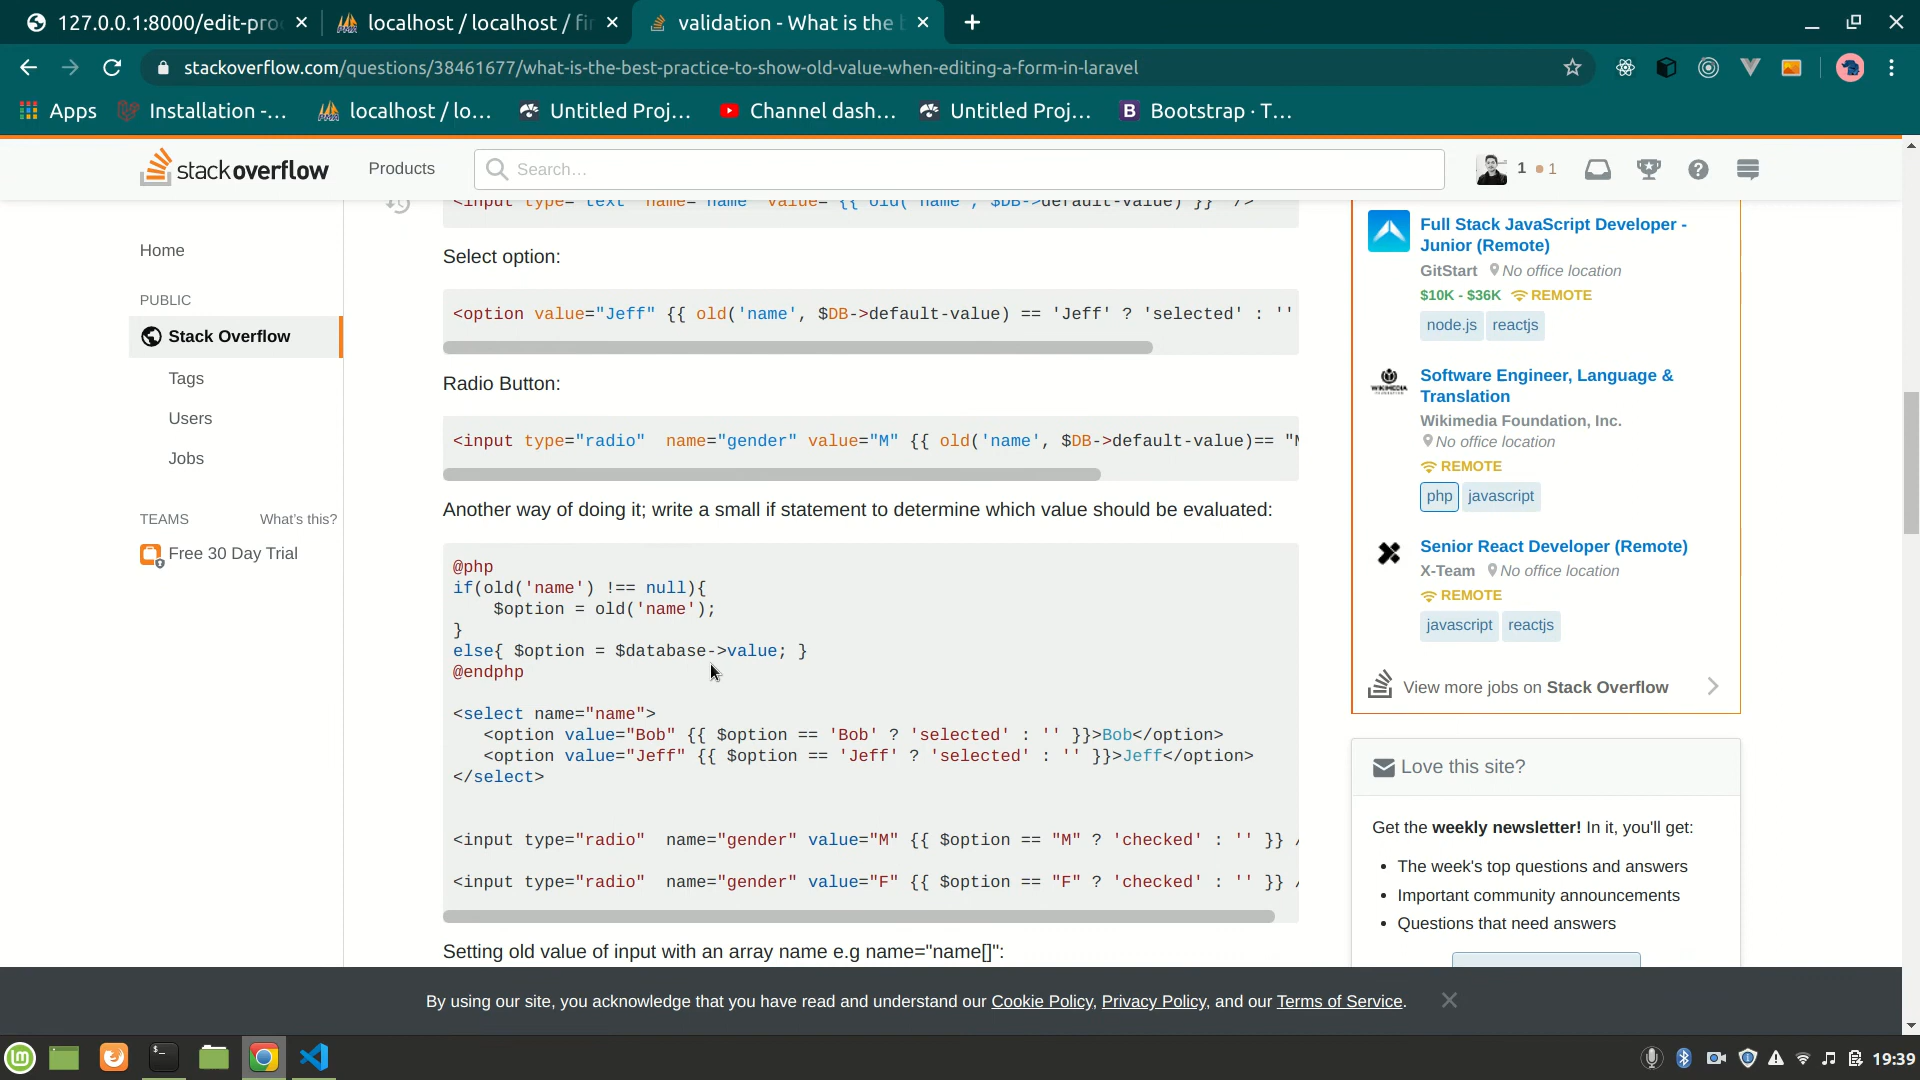 127.0.0.1:8000/edit-pro
localhost / localhost / fi
validation - What is the b
stackoverflow.com/questions/38461677/what-is-the-best-practice-to-show-old-value-when-editing-a-form-in-laravel
Apps
Installation -...
localhost / lo...
Untitled Proj...
Channel dash...
Untitled Proj...
Bootstrap · T...
stackoverflow
Products
Search...
1 • 1
<input type="text" name="name" value="{{ old('name', $DB->default-value) }}" />
Home
Select option:
PUBLIC
<option value="Jeff" {{ old('name', $DB->default-value) == 'Jeff' ? 'selected' : ''
Stack Overflow
Tags
Radio Button:
Users
<input type="radio"  name="gender" value="M" {{ old('name', $DB->default-value)== "M
Jobs
Another way of doing it; write a small if statement to determine which value should be evaluated:
TEAMS What's this?
Free 30 Day Trial
@php
if(old('name') !== null){
    $option = old('name');
}
else{ $option = $database->value; }
@endphp
<select name="name">
   <option value="Bob" {{ $option == 'Bob' ? 'selected' : '' }}>Bob</option>
   <option value="Jeff" {{ $option == 'Jeff' ? 'selected' : '' }}>Jeff</option>
</select>
<input type="radio"  name="gender" value="M" {{ $option == "M" ? 'checked' : '' }} /
<input type="radio"  name="gender" value="F" {{ $option == "F" ? 'checked' : '' }} /
Setting old value of input with an array name e.g name="name[]":
Full Stack JavaScript Developer -
Junior (Remote)
GitStart No office location
$10K - $36K REMOTE
node.js reactjs
WIKIMEDIA
Software Engineer, Language &
Translation
Wikimedia Foundation, Inc.
No office location
REMOTE
php javascript
Senior React Developer (Remote)
X-Team No office location
REMOTE
javascript reactjs
View more jobs on Stack Overflow
Love this site?
Get the weekly newsletter! In it, you'll get:
• The week's top questions and answers
• Important community announcements
• Questions that need answers
By using our site, you acknowledge that you have read and understand our Cookie Policy, Privacy Policy, and our Terms of Service.
19:39